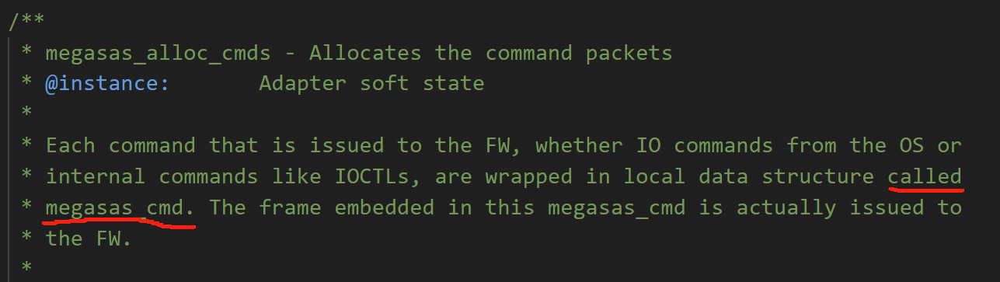 /**
* megasas_alloc_cmds - Allocates the command packets
* @instance: Adapter soft state
*
* Each command that is issued to the FW, whether IO commands from the OS or
* internal commands like IOCTLs, are wrapped in local data structure called
* megasas_cmd. The frame embedded in this megasas_cmd is actually issued to
* the FW.
*